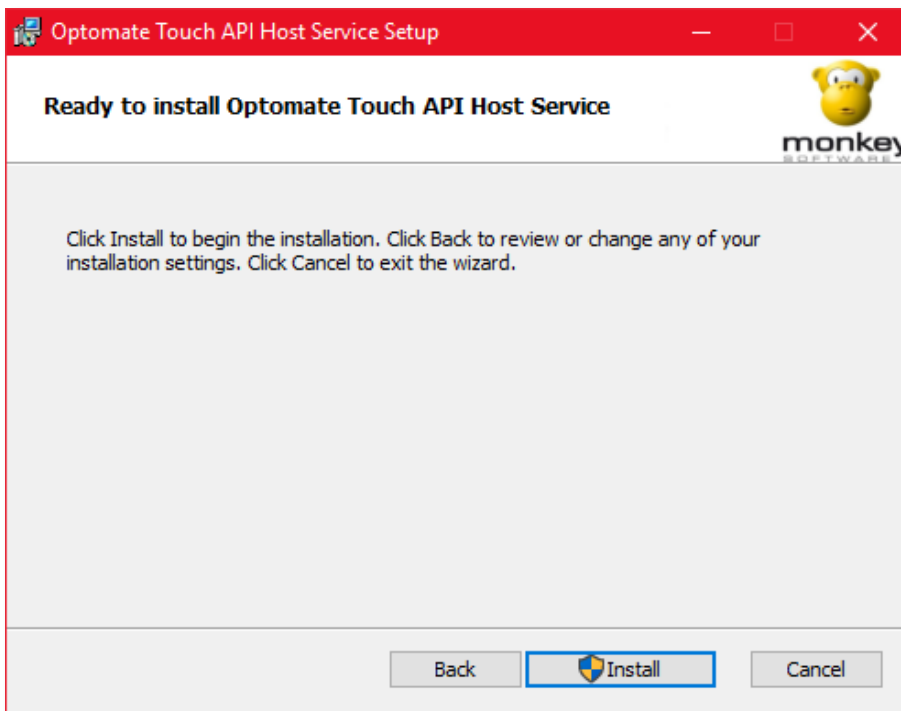 Optomate Touch API Host Service Setup
Ready to install Optomate Touch API Host Service
monkey
SOFTWARE
Click Install to begin the installation. Click Back to review or change any of your
installation settings. Click Cancel to exit the wizard.
Back
Install
Cancel